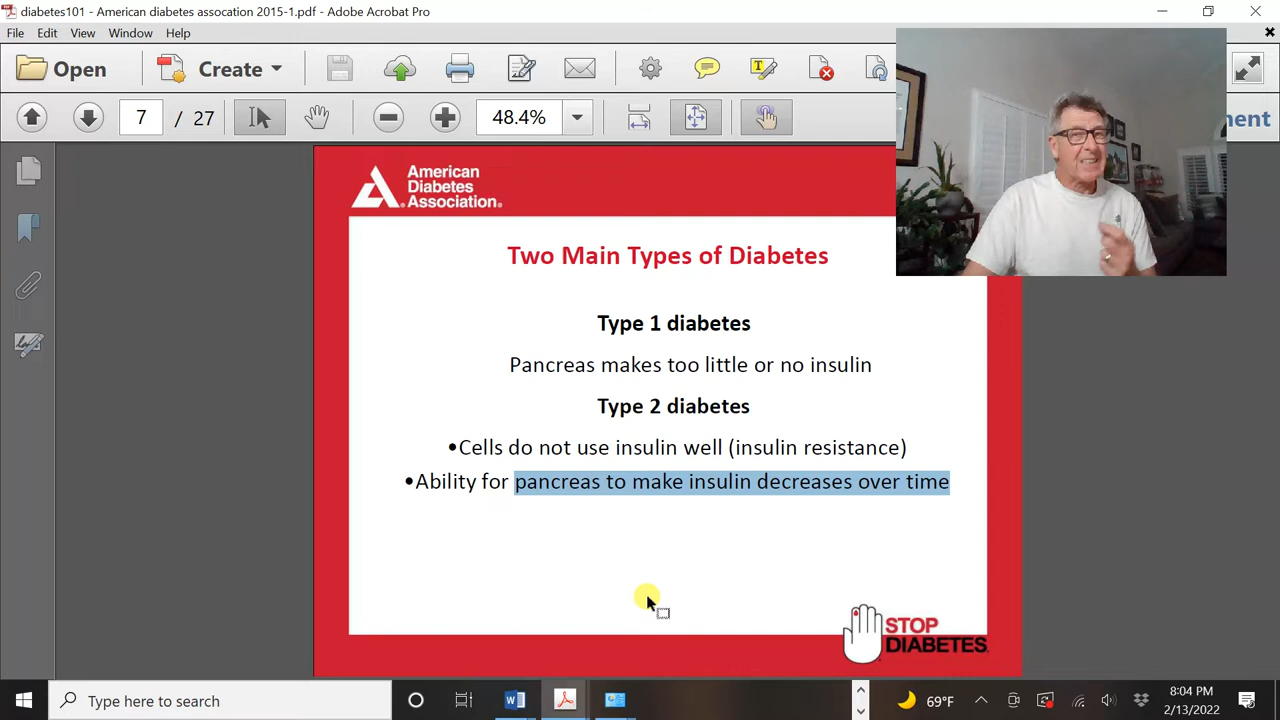 diabetes101 - American diabetes assocation 2015-1.pdf - Adobe Acrobat Pro
File Edit View Window Help
Open Create
7 / 27 48.4% ment
American
Diabetes
Association.
Two Main Types of Diabetes
Type 1 diabetes
Pancreas makes too little or no insulin
Type 2 diabetes
•Cells do not use insulin well (insulin resistance)
•Ability for pancreas to make insulin decreases over time
STOP
DIABETES
Type here to search
69°F
8:04 PM
2/13/2022